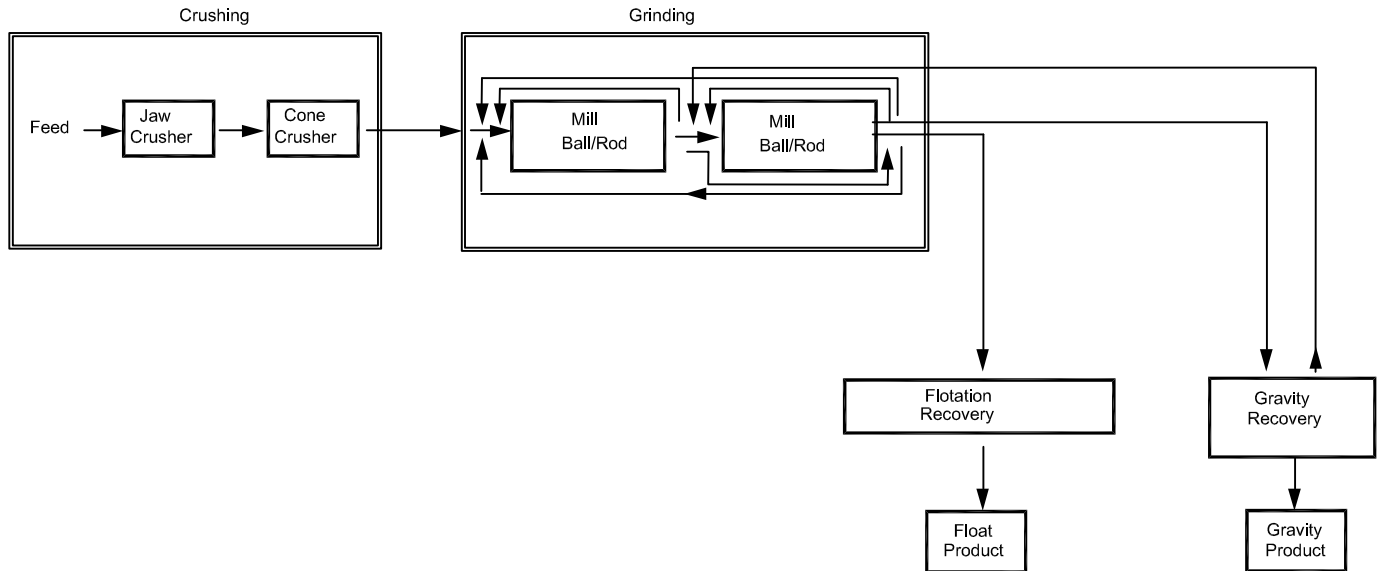 Crushing
Grinding
Feed
Jaw
Crusher
Cone
Crusher
Mill
Ball/Rod
Mill
Ball/Rod
Flotation
Recovery
Gravity
Recovery
Float
Product
Gravity
Product